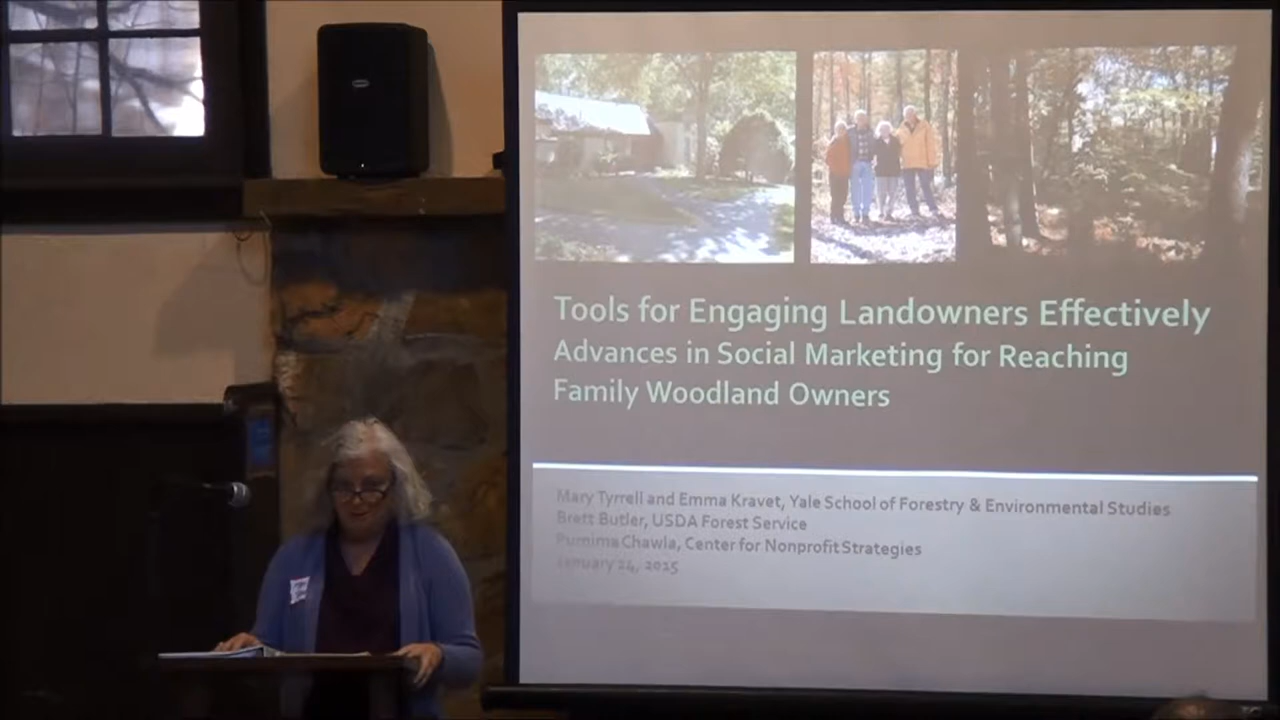 Tools for Engaging Landowners Effectively
Advances in Social Marketing for Reaching
Family Woodland Owners
Mary Tyrrell and Emma Kravet, Yale School of Forestry & Environmental Studies
Brett Butler, USDA Forest Service
Purnima Chawla, Center for Nonprofit Strategies
January 24, 2015